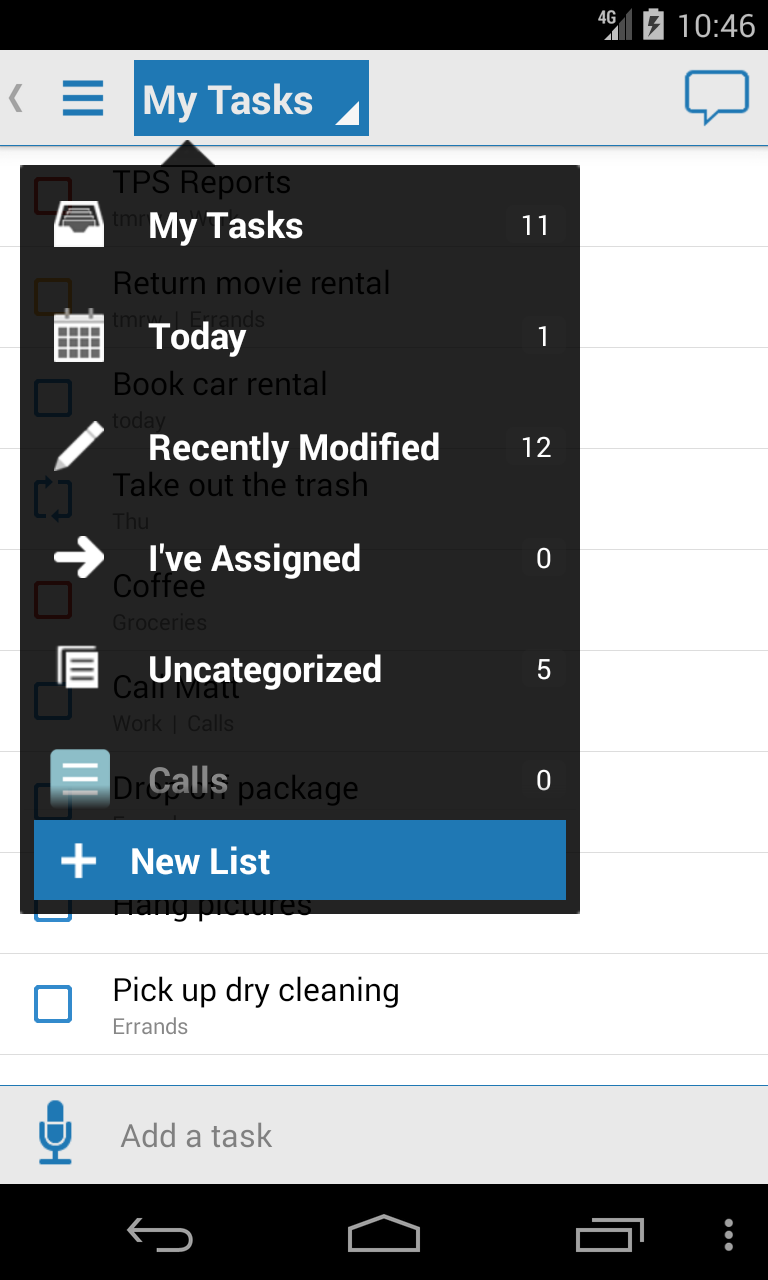 4G 10:46
My Tasks
TPS Reports
tmrw | Work
My Tasks 11
Return movie rental
tmrw | Errands
Today 1
Book car rental
today
Recently Modified 12
Take out the trash
Thu
I've Assigned 0
Coffee
Groceries
Uncategorized 5
Call Matt
Work | Calls
Calls 0
Drop off package
New List
Hang pictures
Pick up dry cleaning
Errands
Add a task